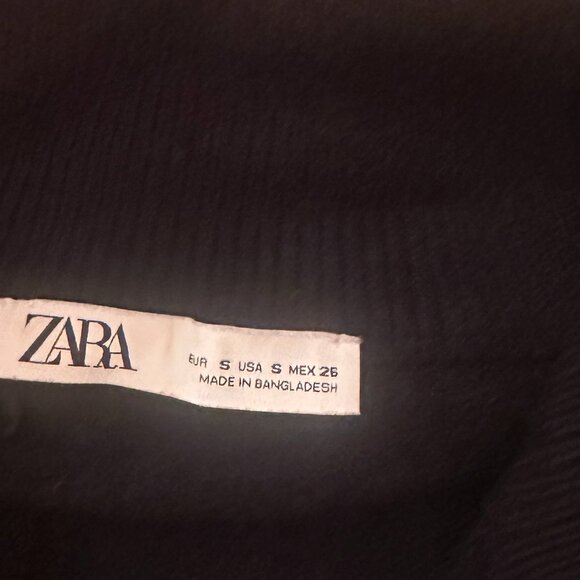 ZARA
EUR S USA S MEX 26
MADE IN BANGLADESH